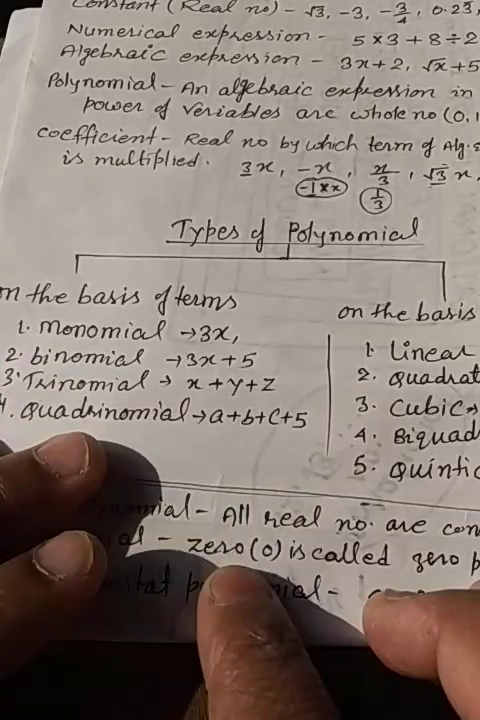 Constant (Real no) - √3, -3, -3/4, 0.23,
Numerical expression - 5×3+8÷2
Algebraic expression - 3x+2, √x+5
Polynomial - An algebraic expression in
power of variables are whole no (0,1
coefficient - Real no by which term of Alg.
is multiplied. 3x, -x, x/3, √3 x,
-1×x 1/3
Types of Polynomial
on the basis of terms
1. Monomial →3x,
2. binomial →3x+5
3. Trinomial → x+y+z
4. Quadrinomial→a+b+c+5
on the basis
1. Linear
2. Quadrat
3. Cubic→
4. Biquad
5. Quintic
mial - All real no. are con
ial - zero(0) is called zero p
ial -